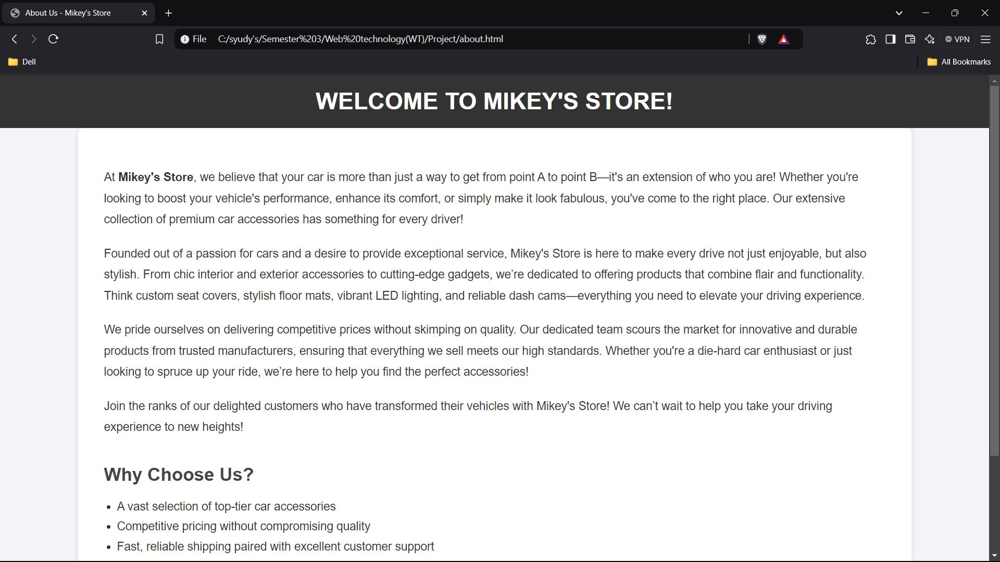 About Us - Mikey's Store
File C:/syudy's/Semester%203/Web%20technology(WT)/Project/about.html
VPN
Dell
All Bookmarks
WELCOME TO MIKEY'S STORE!
At Mikey's Store, we believe that your car is more than just a way to get from point A to point B—it's an extension of who you are! Whether you're
looking to boost your vehicle's performance, enhance its comfort, or simply make it look fabulous, you've come to the right place. Our extensive
collection of premium car accessories has something for every driver!
Founded out of a passion for cars and a desire to provide exceptional service, Mikey's Store is here to make every drive not just enjoyable, but also
stylish. From chic interior and exterior accessories to cutting-edge gadgets, we’re dedicated to offering products that combine flair and functionality.
Think custom seat covers, stylish floor mats, vibrant LED lighting, and reliable dash cams—everything you need to elevate your driving experience.
We pride ourselves on delivering competitive prices without skimping on quality. Our dedicated team scours the market for innovative and durable
products from trusted manufacturers, ensuring that everything we sell meets our high standards. Whether you're a die-hard car enthusiast or just
looking to spruce up your ride, we’re here to help you find the perfect accessories!
Join the ranks of our delighted customers who have transformed their vehicles with Mikey's Store! We can’t wait to help you take your driving
experience to new heights!
Why Choose Us?
• A vast selection of top-tier car accessories
• Competitive pricing without compromising quality
• Fast, reliable shipping paired with excellent customer support